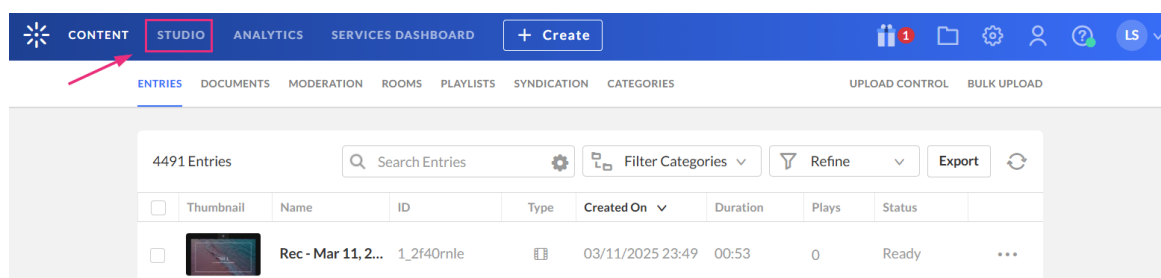 CONTENT STUDIO ANALYTICS SERVICES DASHBOARD + Create 1 LS
ENTRIES DOCUMENTS MODERATION ROOMS PLAYLISTS SYNDICATION CATEGORIES UPLOAD CONTROL BULK UPLOAD
4491 Entries Search Entries Filter Categories Refine Export
Thumbnail Name ID Type Created On Duration Plays Status
Rec - Mar 11, 2... 1_2f40rnle 03/11/2025 23:49 00:53 0 Ready